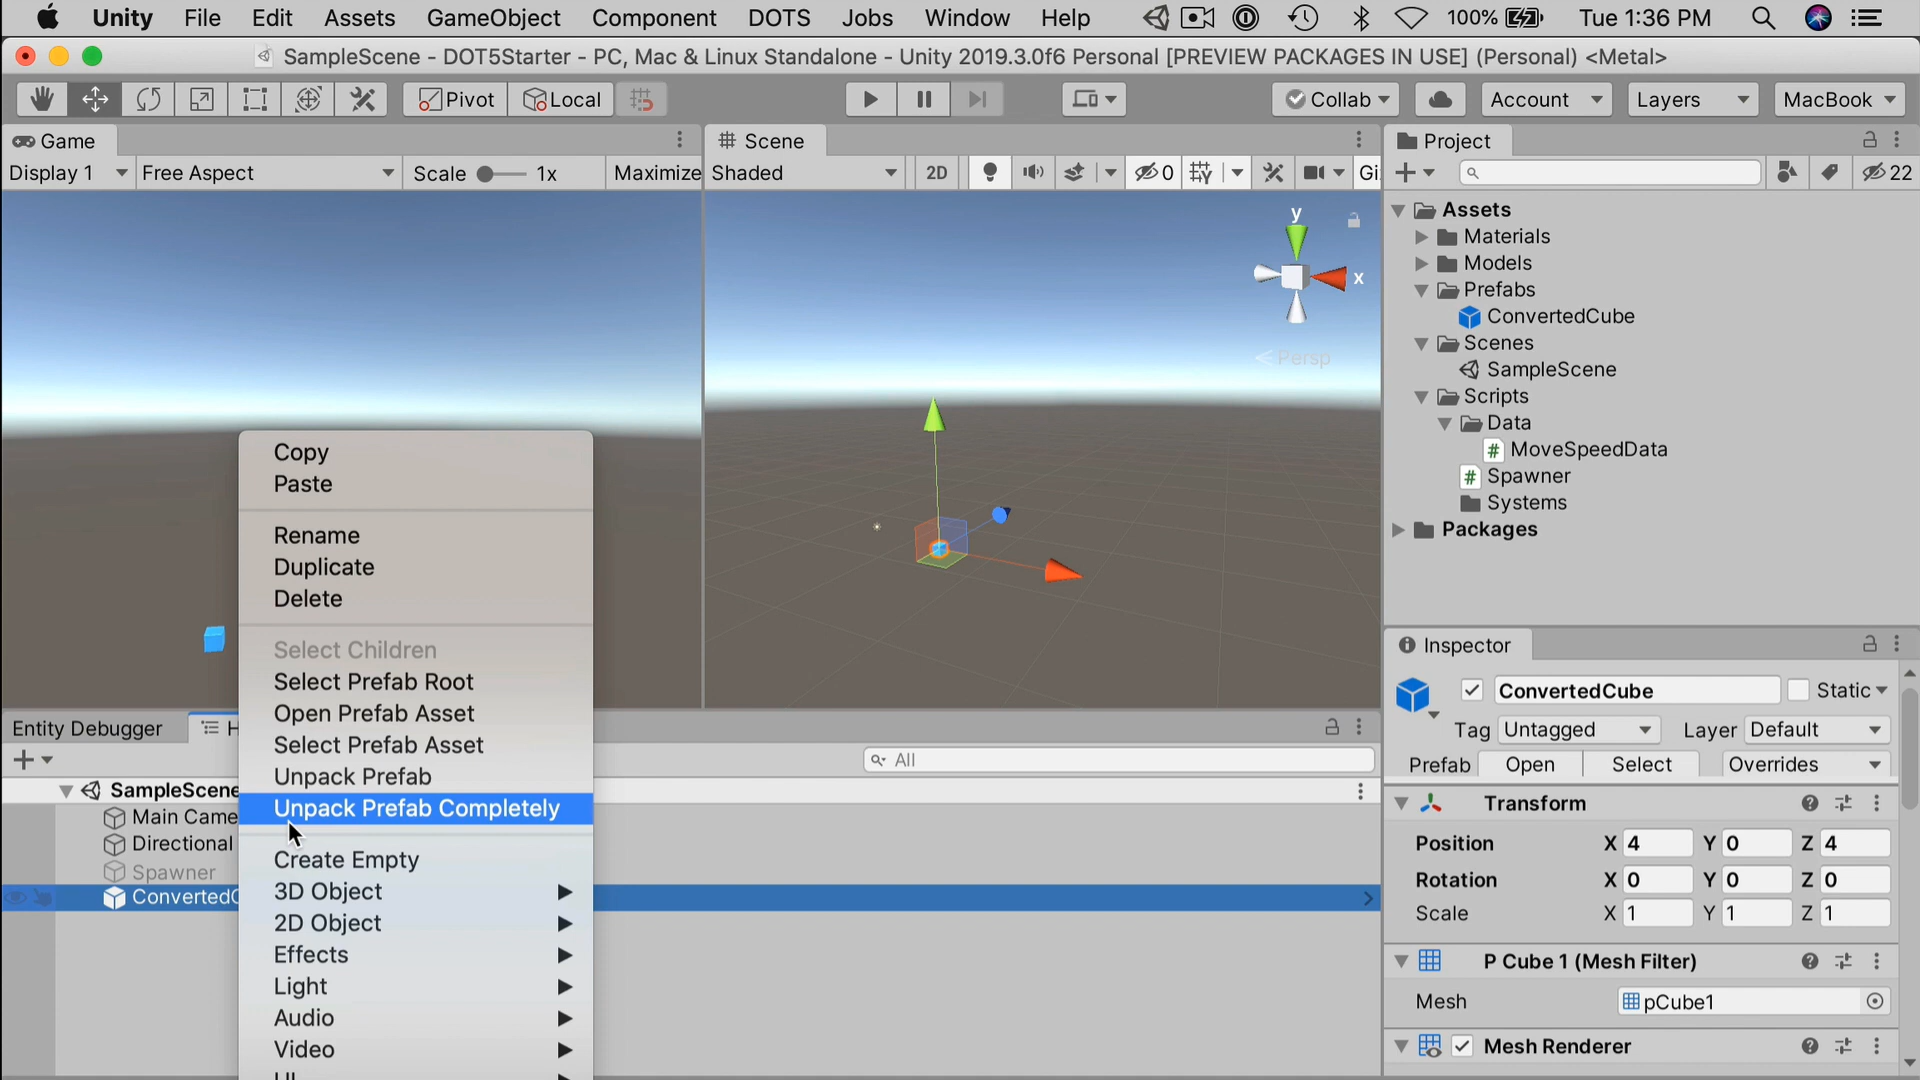 Unity File Edit Assets GameObject Component DOTS Jobs Window Help 100% Tue 1:36 PM
SampleScene - DOT5Starter - PC, Mac & Linux Standalone - Unity 2019.3.0f6 Personal [PREVIEW PACKAGES IN USE] (Personal) <Metal>
Pivot Local Collab Account Layers MacBook
Game
Display 1 Free Aspect Scale 1x Maximize
Scene
Shaded 2D 0 Gi
y
x
Persp
Project
22
Assets
Materials
Models
Prefabs
ConvertedCube
Scenes
SampleScene
Scripts
Data
MoveSpeedData
Spawner
Systems
Packages
Copy
Paste
Rename
Duplicate
Delete
Select Children
Select Prefab Root
Open Prefab Asset
Select Prefab Asset
Unpack Prefab
Unpack Prefab Completely
Create Empty
3D Object
2D Object
Effects
Light
Audio
Video
Entity Debugger H
All
SampleScene
Main Came
Directional
Spawner
ConvertedC
Inspector
ConvertedCube Static
Tag Untagged Layer Default
Prefab Open Select Overrides
Transform
Position X 4 Y 0 Z 4
Rotation X 0 Y 0 Z 0
Scale X 1 Y 1 Z 1
P Cube 1 (Mesh Filter)
Mesh pCube1
Mesh Renderer